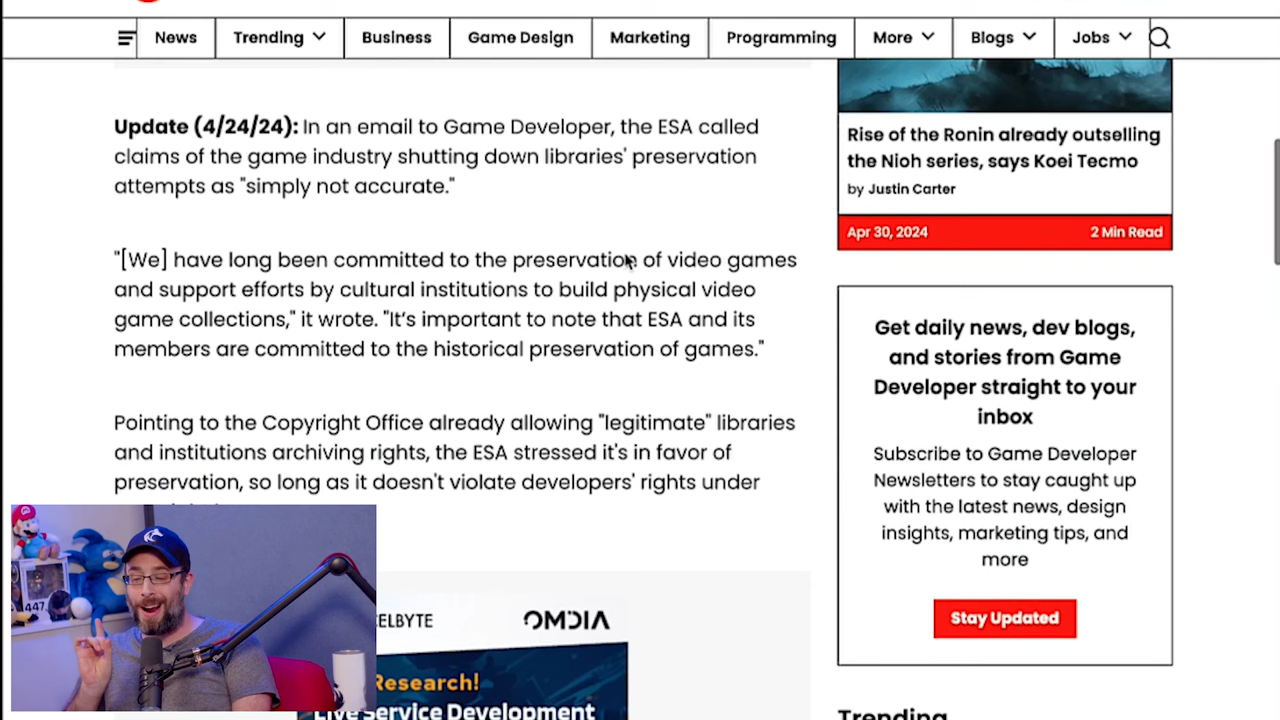 News
Trending
Business
Game Design
Marketing
Programming
More
Blogs
Jobs
Update (4/24/24): In an email to Game Developer, the ESA called
claims of the game industry shutting down libraries' preservation
attempts as "simply not accurate."
"[We] have long been committed to the preservation of video games
and support efforts by cultural institutions to build physical video
game collections," it wrote. "It's important to note that ESA and its
members are committed to the historical preservation of games."
Pointing to the Copyright Office already allowing "legitimate" libraries
and institutions archiving rights, the ESA stressed it's in favor of
preservation, so long as it doesn't violate developers' rights under
Rise of the Ronin already outselling
the Nioh series, says Koei Tecmo
by Justin Carter
Apr 30, 2024
2 Min Read
Get daily news, dev blogs,
and stories from Game
Developer straight to your
inbox
Subscribe to Game Developer
Newsletters to stay caught up
with the latest news, design
insights, marketing tips, and
more
Stay Updated
Trending
447
ELBYTE
OMDIA
Research!
Live Service Development